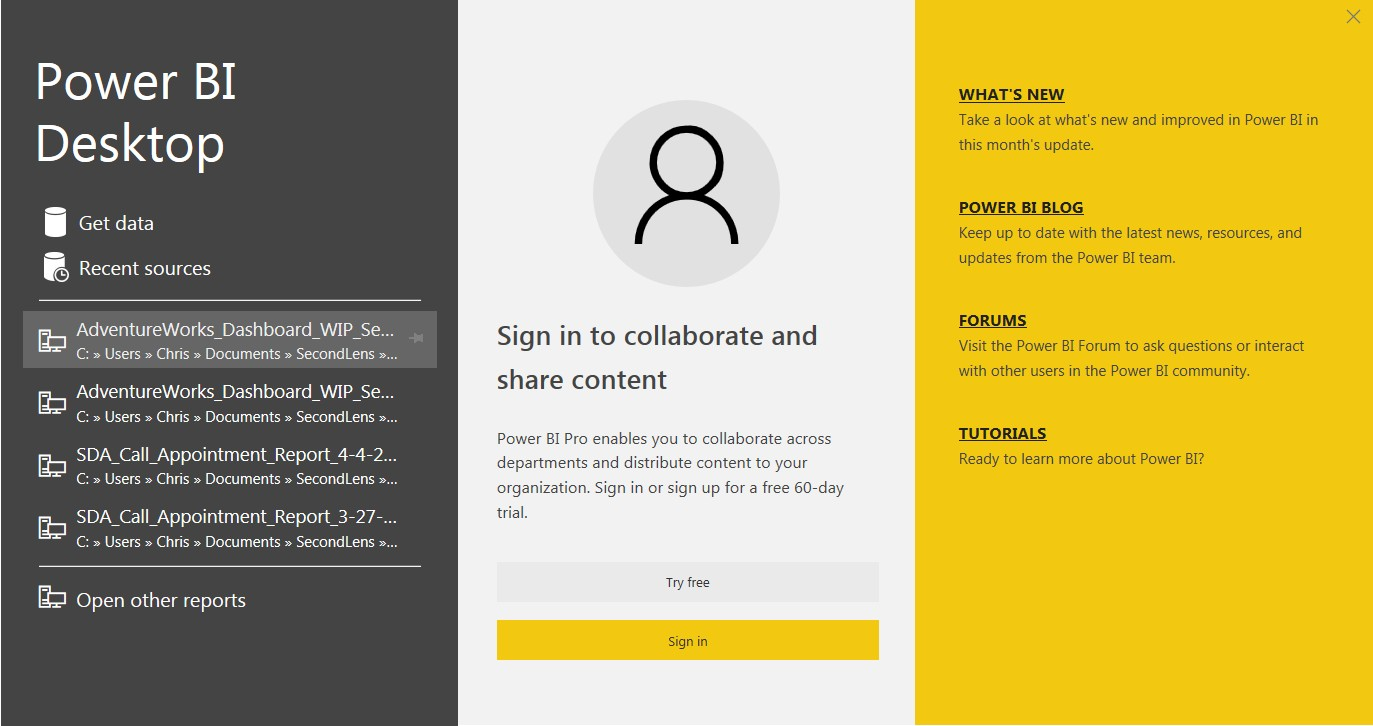 Power BI
Desktop
Get data
Recent sources
AdventureWorks_Dashboard_WIP_Se...
C: » Users » Chris » Documents » SecondLens »...
AdventureWorks_Dashboard_WIP_Se...
C: » Users » Chris » Documents » SecondLens »...
SDA_Call_Appointment_Report_4-4-2...
C: » Users » Chris » Documents » SecondLens »...
SDA_Call_Appointment_Report_3-27-...
C: » Users » Chris » Documents » SecondLens »...
Open other reports
Sign in to collaborate and
share content
Power BI Pro enables you to collaborate across
departments and distribute content to your
organization. Sign in or sign up for a free 60-day
trial.
Try free
Sign in
WHAT'S NEW
Take a look at what's new and improved in Power BI in
this month's update.
POWER BI BLOG
Keep up to date with the latest news, resources, and
updates from the Power BI team.
FORUMS
Visit the Power BI Forum to ask questions or interact
with other users in the Power BI community.
TUTORIALS
Ready to learn more about Power BI?